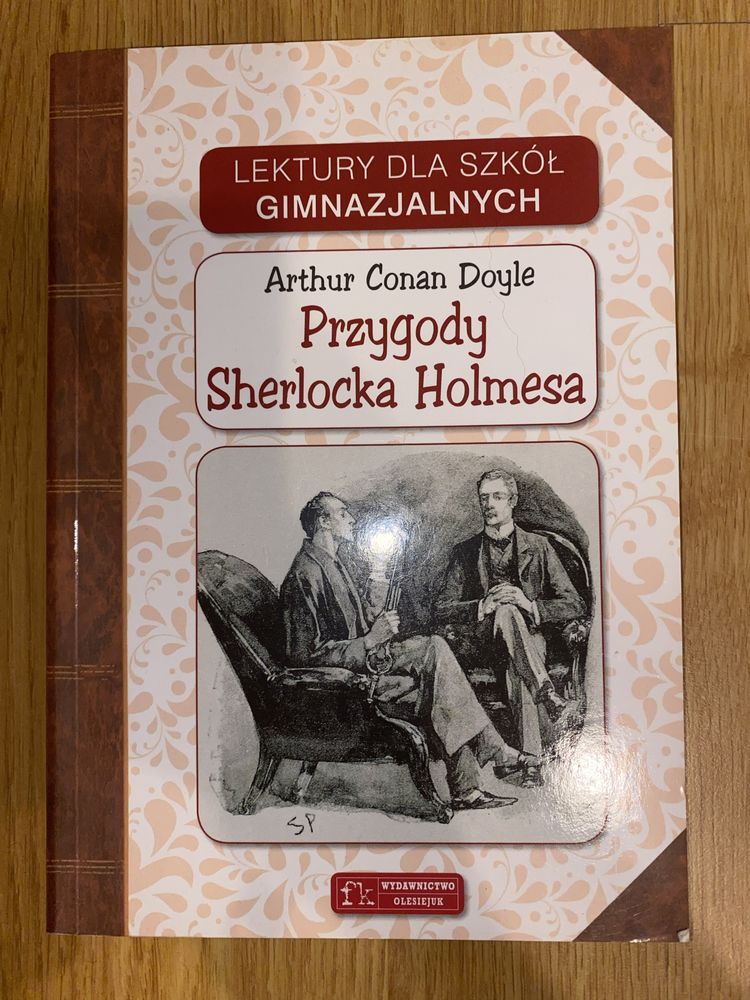 LEKTURY DLA SZKÓŁ
GIMNAZJALNYCH
Arthur Conan Doyle
Przygody
Sherlocka Holmesa
SP
fk
WYDAWNICTWO
OLESIEJUK